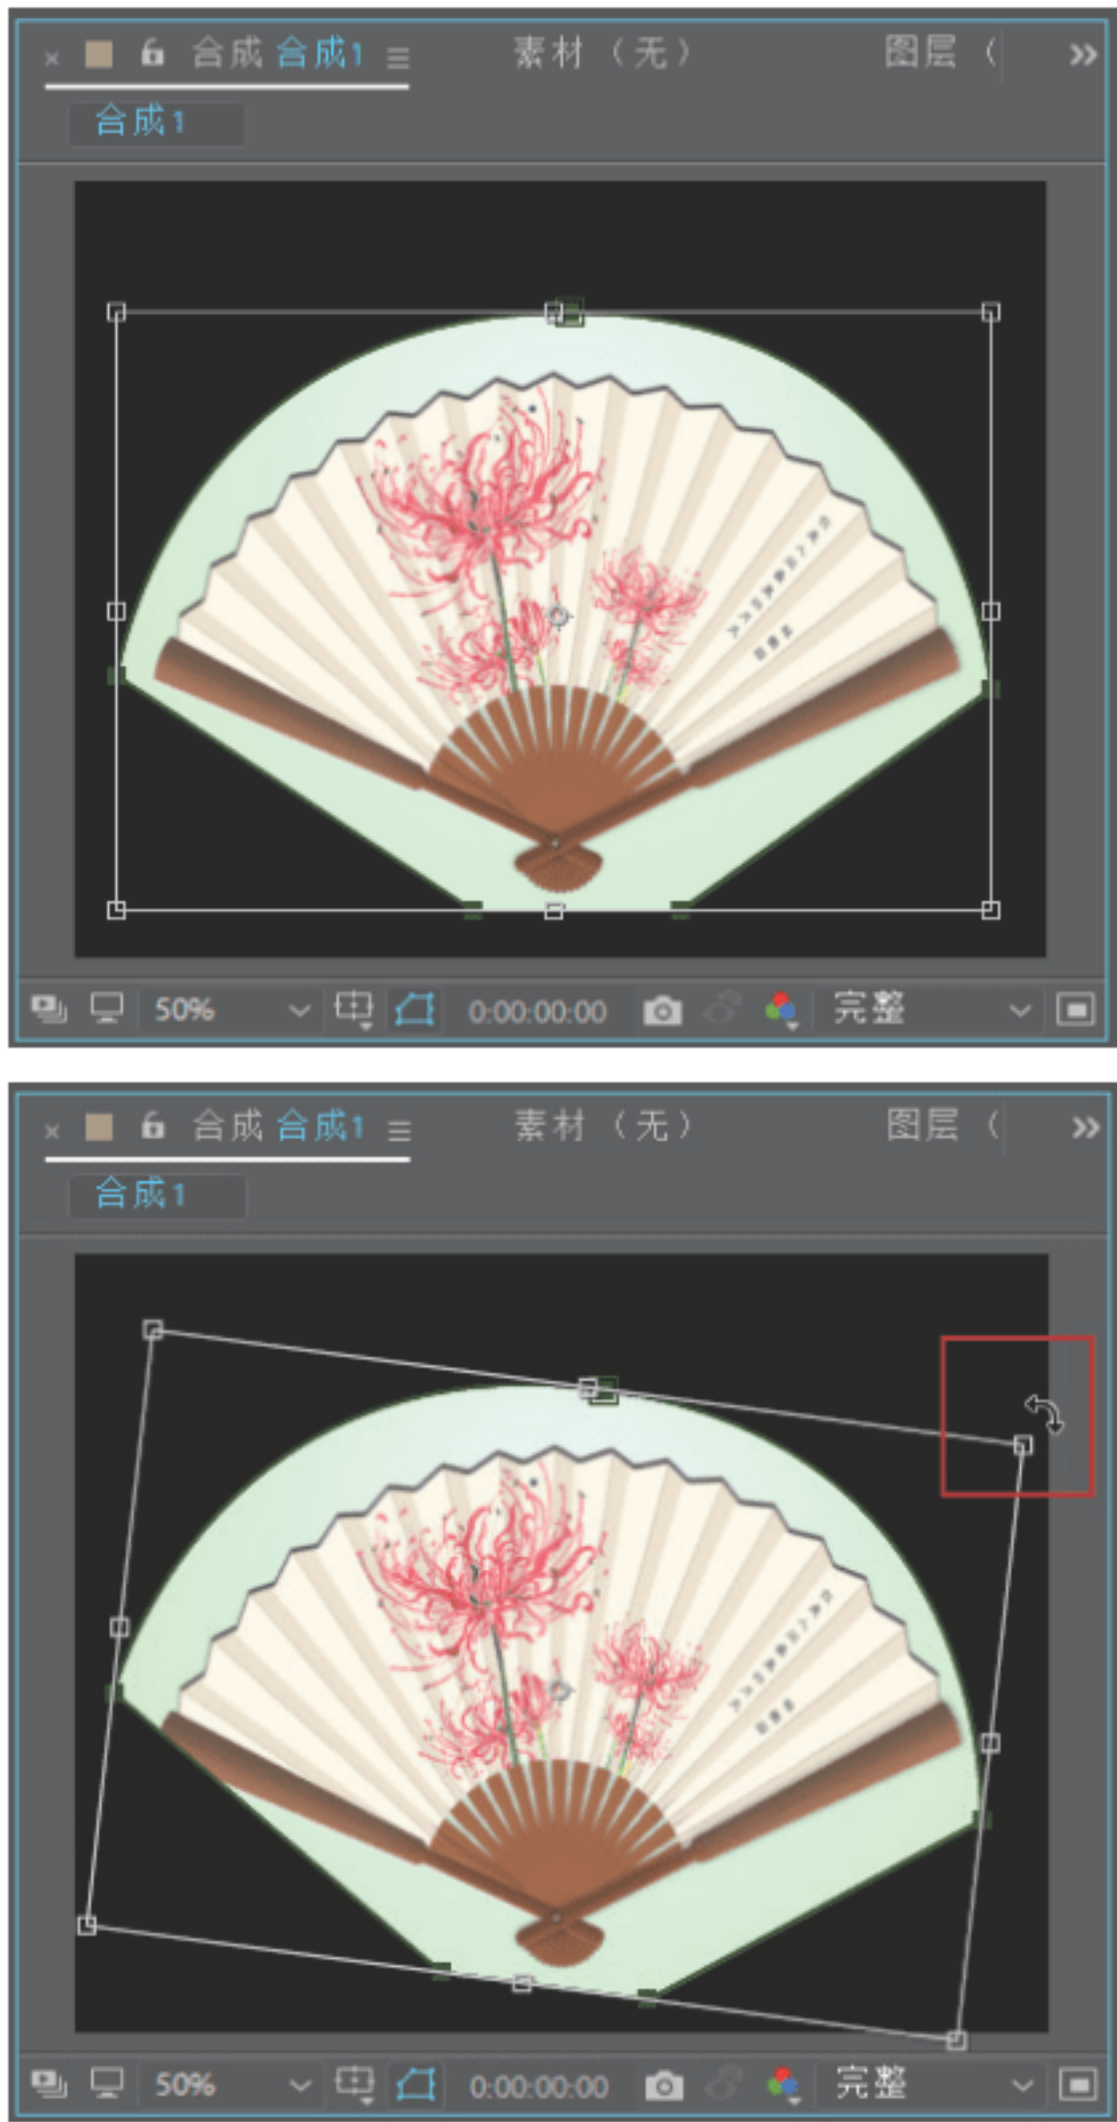 × 合成 合成1 ≡ 素材 （无） 图层 （ »
合成1
50% 0:00:00:00 完整
× 合成 合成1 ≡ 素材 （无） 图层 （ »
合成1
50% 0:00:00:00 完整